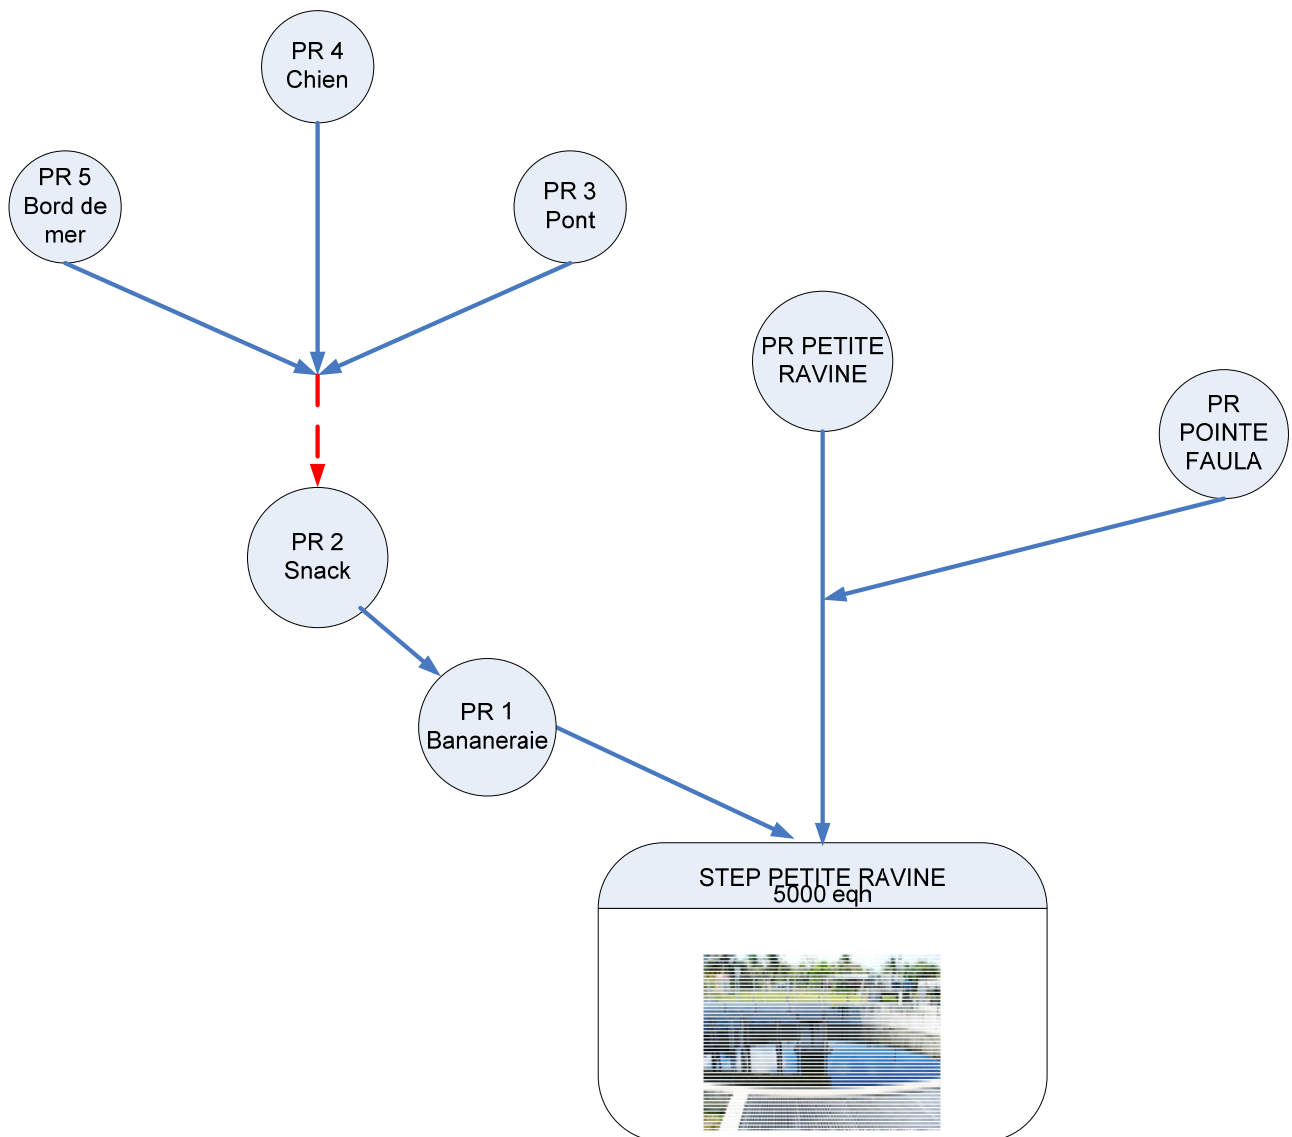 PR 4
Chien
PR 5
Bord de
mer
PR 3
Pont
PR PETITE
RAVINE
PR
POINTE
FAULA
PR 2
Snack
PR 1
Bananeraie
STEP PETITE RAVINE
5000 eqh